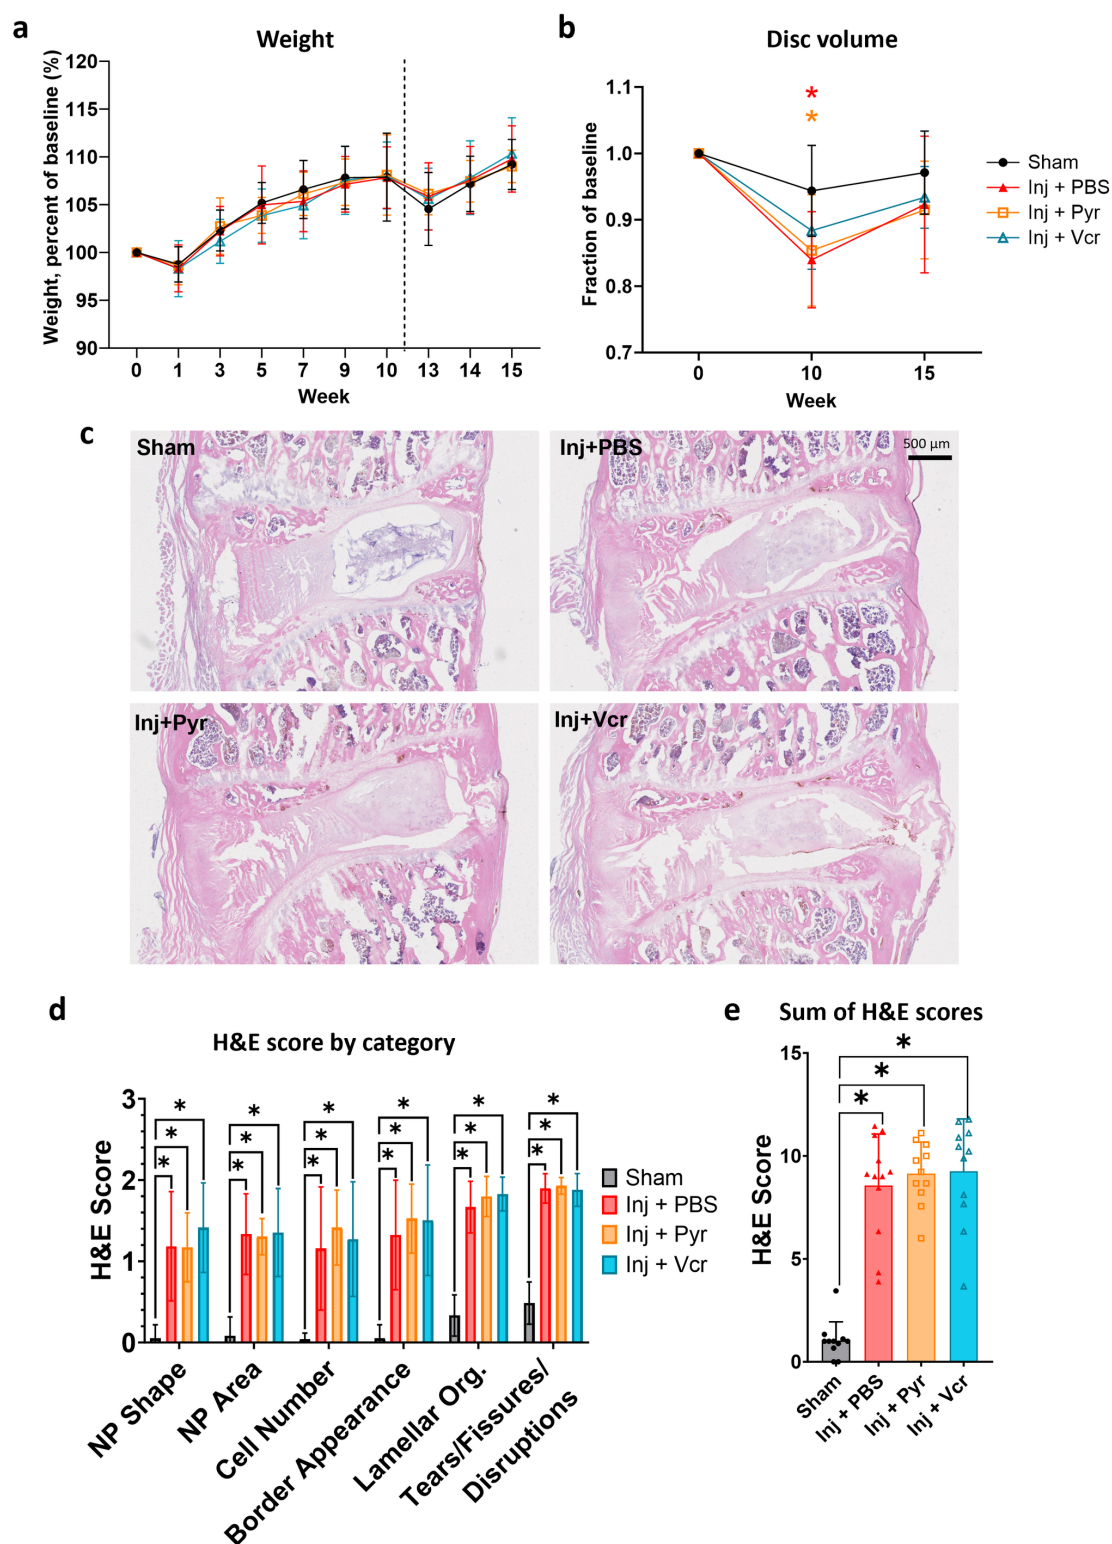 a
Weight
Weight, percent of baseline (%)
120
115
110
105
100
95
90
0 1 3 5 7 9 10 13 14 15
Week
b
Disc volume
Fraction of baseline
1.1
1.0
0.9
0.8
0.7
*
*
0 10 15
Week
Sham
Inj + PBS
Inj + Pyr
Inj + Vcr
c
Sham
Inj+PBS
500 µm
Inj+Pyr
Inj+Vcr
d
H&E score by category
H&E Score
3
2
1
0
* * * * * *
* * * * * *
* * * * * *
NP Shape
NP Area
Cell Number
Border Appearance
Lamellar Org.
Tears/Fissures/
Disruptions
Sham
Inj + PBS
Inj + Pyr
Inj + Vcr
e
Sum of H&E scores
H&E Score
15
10
5
0
*
*
*
Sham
Inj + PBS
Inj + Pyr
Inj + Vcr